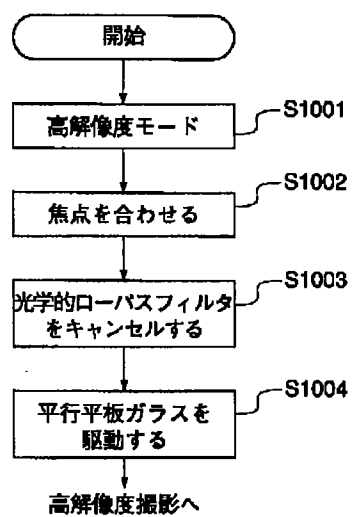 開始
高解像度モード
S1001
焦点を合わせる
S1002
光学的ローパスフィルタ
をキャンセルする
S1003
平行平板ガラスを
駆動する
S1004
高解像度撮影へ